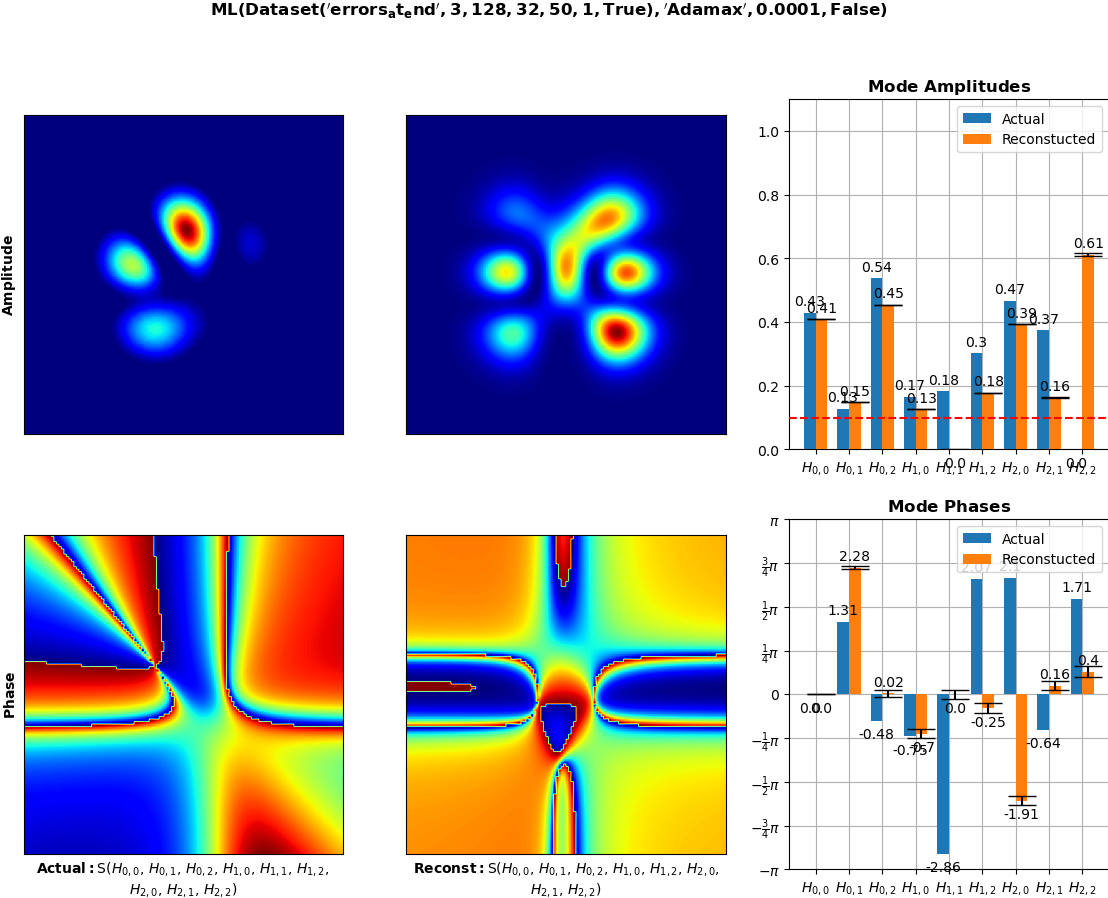 ML(Dataset('errors_at_end', 3, 128, 32, 50, 1, True),' Adamax', 0.0001, False)
Amplitude
Mode Amplitudes
Actual
Reconstucted
1.0
0.8
0.6
0.4
0.2
0.0
0.43
0.41
0.13
0.15
0.54
0.45
0.17
0.13
0.18
0.0
0.3
0.18
0.47
0.39
0.37
0.16
0.0
0.61
H0,0 H0,1 H0,2 H1,0 H1,1 H1,2 H2,0 H2,1 H2,2
Phase
Mode Phases
Actual
Reconstucted
π
3/4π
1/2π
1/4π
0
−1/4π
−1/2π
−3/4π
−π
0.0
0.0
1.31
2.28
-0.48
0.02
-0.75
-0.7
-2.86
0.0
2.07
-0.25
2.1
-1.91
-0.64
0.16
1.71
0.4
H0,0 H0,1 H0,2 H1,0 H1,1 H1,2 H2,0 H2,1 H2,2
Actual: S(H0,0, H0,1, H0,2, H1,0, H1,1, H1,2,
H2,0, H2,1, H2,2)
Reconst: S(H0,0, H0,1, H0,2, H1,0, H1,2, H2,0,
H2,1, H2,2)